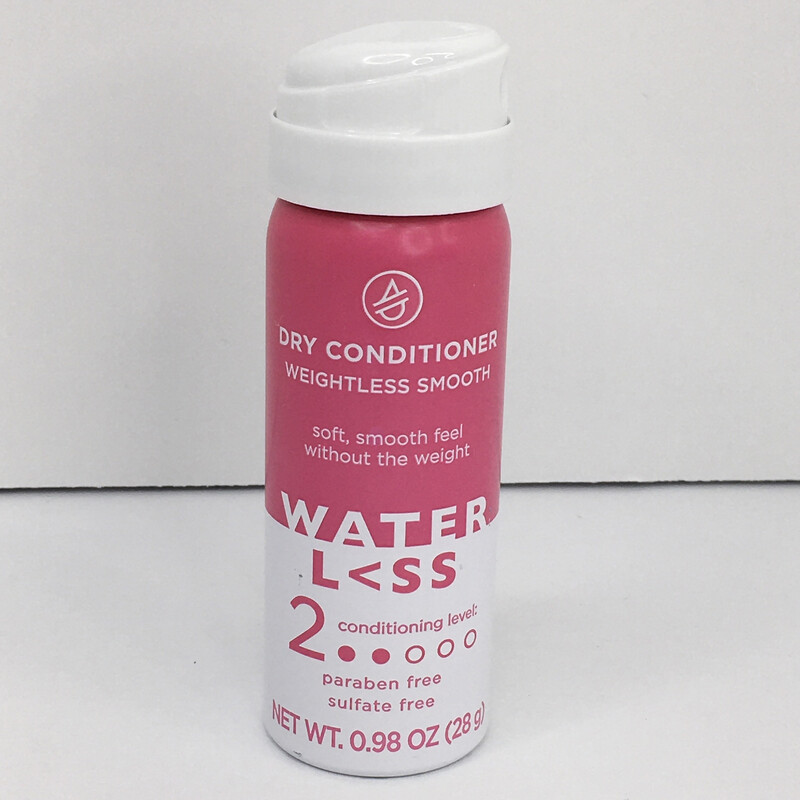 DRY CONDITIONER
WEIGHTLESS SMOOTH
soft, smooth feel
without the weight
WATER
L<SS
2 conditioning level:
paraben free
sulfate free
NET WT. 0.98 OZ (28 g)